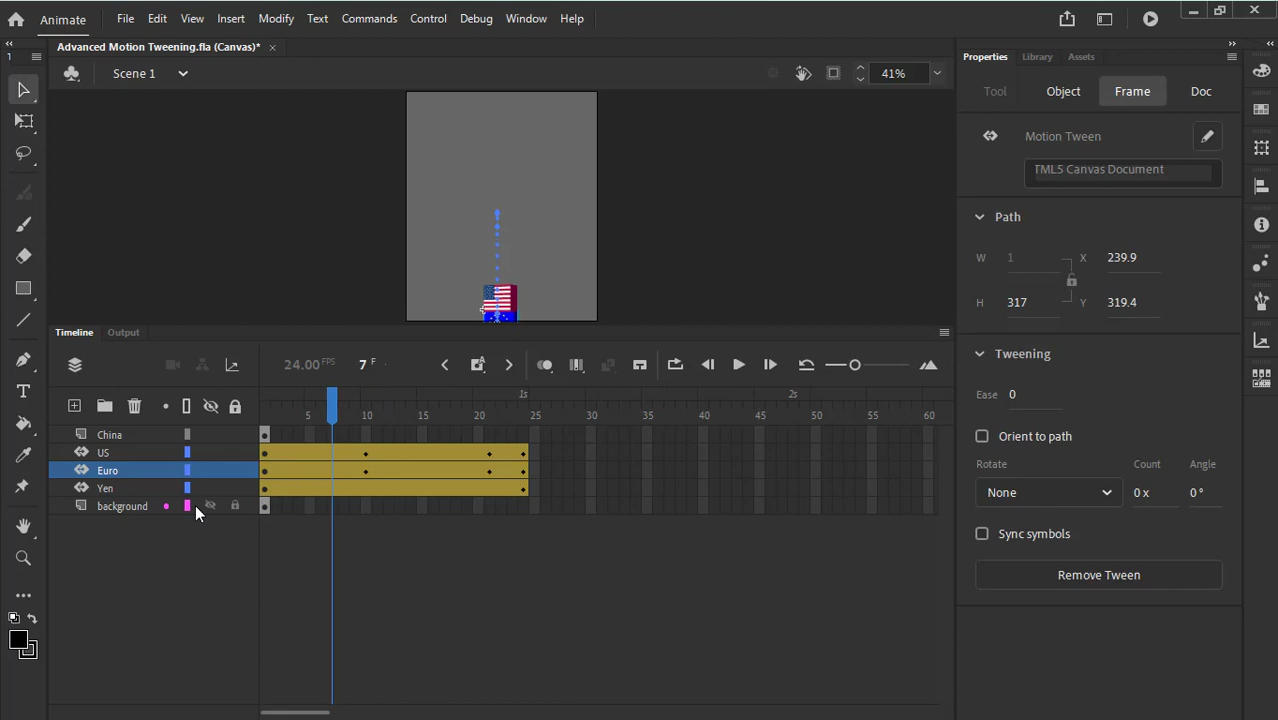 Animate File Edit View Insert Modify Text Commands Control Debug Window Help
Advanced Motion Tweening.fla (Canvas)*
1 Properties Library Assets
Scene 1 41%
Tool Object Frame Doc
Motion Tween
TML5 Canvas Document
Path
W 1 X 239.9
H 317 Y 319.4
Timeline Output
Tweening
24.00 FPS 7 F
Ease 0
1s 2s
5 10 15 20 25 30 35 40 45 50 55 60
China
Orient to path
US
Rotate Count Angle
Euro
Yen
None 0 x 0 °
background
Sync symbols
Remove Tween